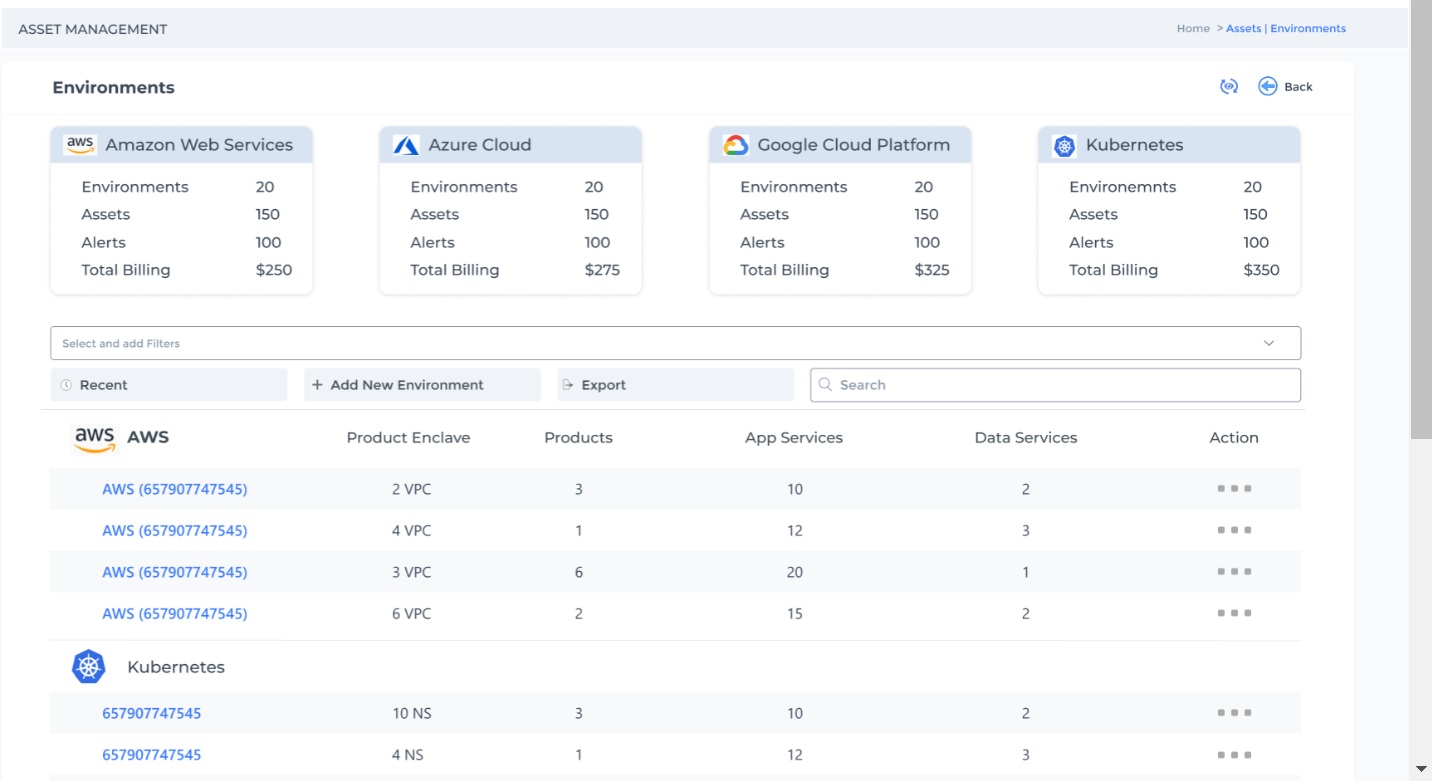 ASSET MANAGEMENT
Home > Assets | Environments
Environments
Back
aws Amazon Web Services
Environments 20
Assets 150
Alerts 100
Total Billing $250
Azure Cloud
Environments 20
Assets 150
Alerts 100
Total Billing $275
Google Cloud Platform
Environments 20
Assets 150
Alerts 100
Total Billing $325
Kubernetes
Environemnts 20
Assets 150
Alerts 100
Total Billing $350
Select and add Filters
Recent
+ Add New Environment
Export
Search
aws AWS Product Enclave Products App Services Data Services Action
AWS (657907747545) 2 VPC 3 10 2
AWS (657907747545) 4 VPC 1 12 3
AWS (657907747545) 3 VPC 6 20 1
AWS (657907747545) 6 VPC 2 15 2
Kubernetes
657907747545 10 NS 3 10 2
657907747545 4 NS 1 12 3